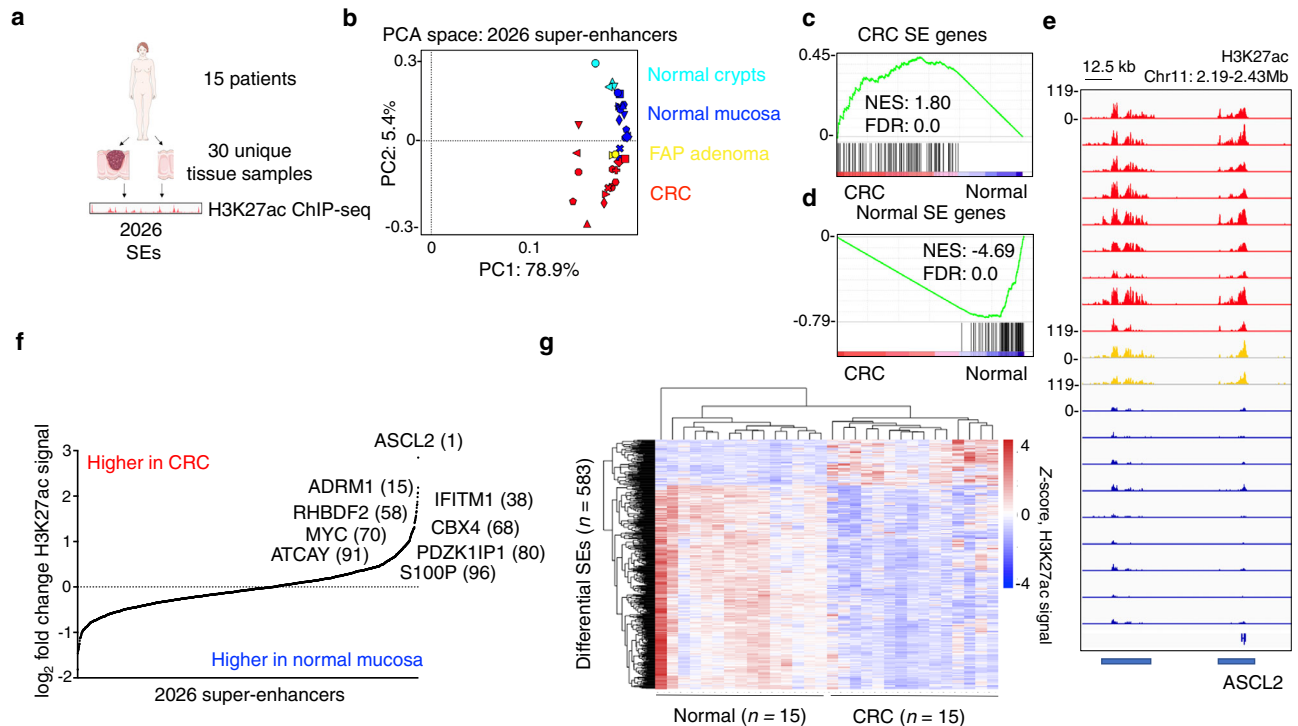 a
15 patients
30 unique
tissue samples
H3K27ac ChIP-seq
2026
SEs
b
PCA space: 2026 super-enhancers
0.3
0
-0.3
PC2: 5.4%
0
0.1
PC1: 78.9%
Normal crypts
Normal mucosa
FAP adenoma
CRC
c
CRC SE genes
0.45
0
NES: 1.80
FDR: 0.0
CRC
Normal
d
Normal SE genes
0
-0.79
NES: -4.69
FDR: 0.0
CRC
Normal
e
H3K27ac
12.5 kb
Chr11: 2.19-2.43Mb
119
0
119
0
119
0
ASCL2
f
log2 fold change H3K27ac signal
3
2
1
0
-1
-2
Higher in CRC
ASCL2 (1)
ADRM1 (15)
IFITM1 (38)
RHBDF2 (58)
CBX4 (68)
MYC (70)
PDZK1IP1 (80)
ATCAY (91)
S100P (96)
Higher in normal mucosa
2026 super-enhancers
g
Differential SEs (n = 583)
4
2
0
-2
-4
Z-score, H3K27ac signal
Normal (n = 15)
CRC (n = 15)